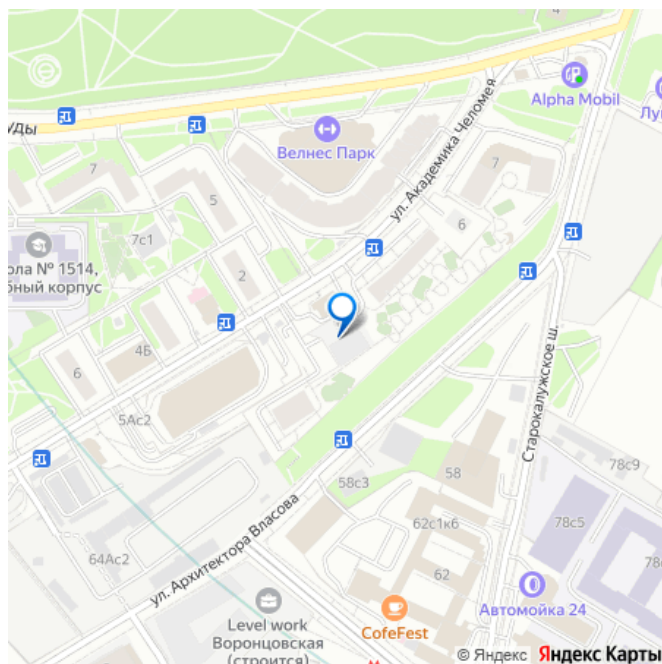 Alpha Mobil
Лу
УДЫ
Велнес Парк
ул. Академика Челомея
7
5
7
7с1
6
ола № 1514,
бный корпус
2
4Б
6
5Ас2
Старокалужское ш.
58с3
58
78с9
62с1к6
78с5
78с
64Ас2
ул. Архитектора Власова
62
Level work
Воронцовская
(строится)
CofeFest
Автомойка 24
© Яндекс Яндекс Карты